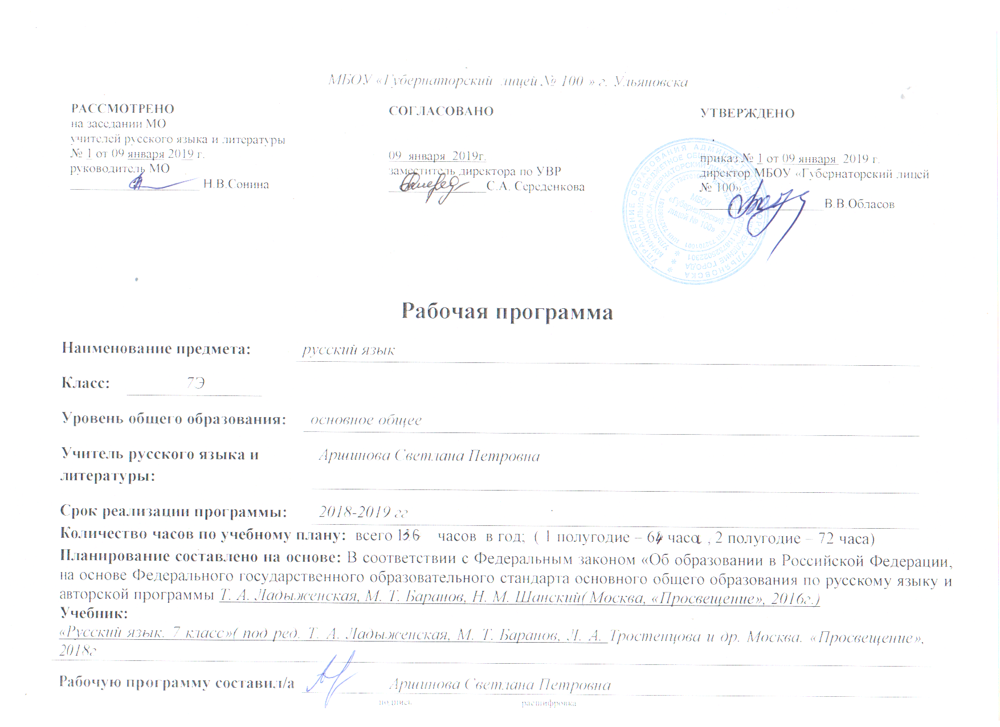 МБОУ «Губернаторский лицей № 100 » г. Ульяновска
РАССМОТРЕНО
на заседании МО
учителей русского языка и литературы
№ 1 от 09 января 2019 г.
руководитель МО
Н.В.Сонина
СОГЛАСОВАНО
09 января 2019г.
заместитель директора по УВР
С.А. Середенкова
УТВЕРЖДЕНО
приказ № 1 от 09 января 2019 г.
директор МБОУ «Губернаторский лицей
№ 100»
В.В.Обласов
МБОУ
«Губернаторский
лицей № 100»
Рабочая программа
Наименование предмета: русский язык
Класс: 7Э
Уровень общего образования: основное общее
Учитель русского языка и Аришнова Светлана Петровна
литературы:
Срок реализации программы: 2018-2019 гг
Количество часов по учебному плану: всего 136 часов в год; ( 1 полугодие – 64 часа , 2 полугодие – 72 часа)
Планирование составлено на основе: В соответствии с Федеральным законом «Об образовании в Российской Федерации,
на основе Федерального государственного образовательного стандарта основного общего образования по русскому языку и
авторской программы Т. А. Ладыженская, М. Т. Баранов, Н. М. Шанский( Москва, «Просвещение», 2016г.)
Учебник:
«Русский язык. 7 класс»( под ред. Т. А. Ладыженская, М. Т. Баранов, Л. А. Тростенцова и др. Москва. «Просвещение»,
2018г
Рабочую программу составил/а Аришнова Светлана Петровна
подпись расшифровка